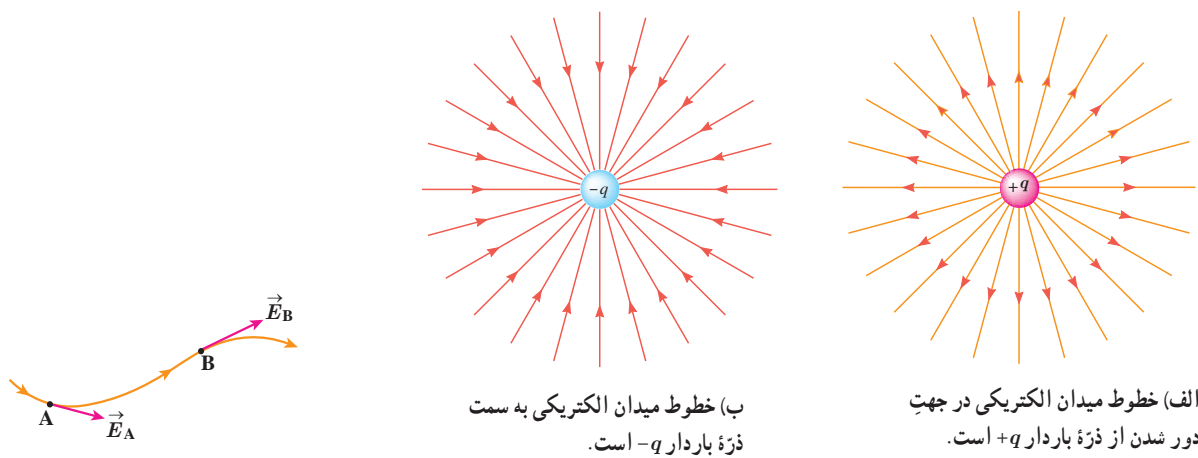 +q
الف) خطوط میدان الکتریکی در جهتِ
دور شدن از ذرّۀ باردار +q است.
−q
ب) خطوط میدان الکتریکی به سمت
ذرّۀ باردار −q است.
E⃗B
B
A
E⃗A